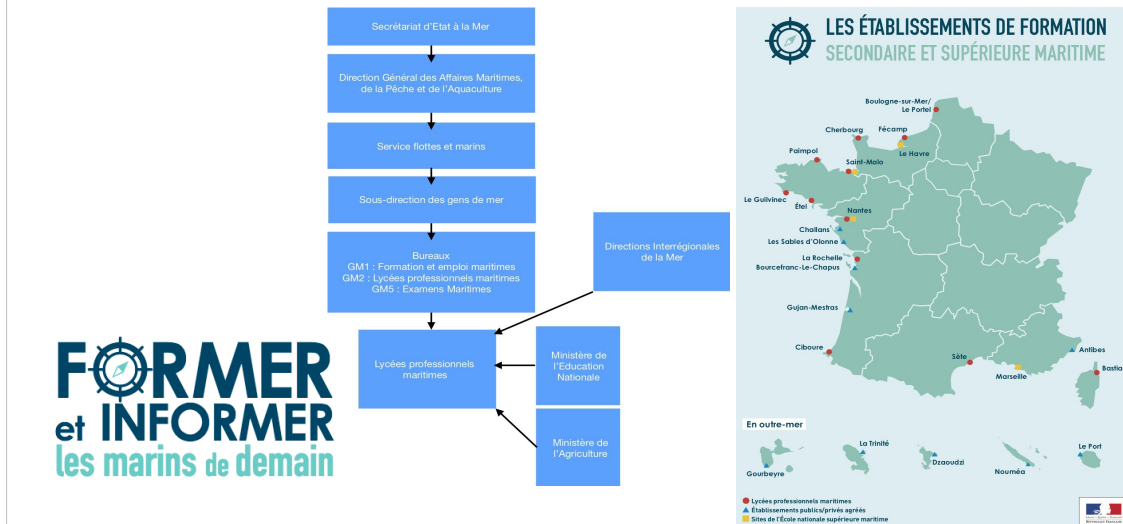 Secrétariat d'Etat à la Mer
Direction Général des Affaires Maritimes,
de la Pêche et de l'Aquaculture
Service flottes et marins
Sous-direction des gens de mer
Bureaux
GM1 : Formation et emploi maritimes
GM2 : Lycées professionnels maritimes
GM5 : Examens Maritimes
Directions Interrégionales
de la Mer
Lycées professionnels
maritimes
Ministère de
l'Education
Nationale
Ministère de
l'Agriculture
FORMER
et INFORMER
les marins de demain
LES ÉTABLISSEMENTS DE FORMATION
SECONDAIRE ET SUPÉRIEURE MARITIME
Boulogne-sur-Mer/
Le Portel
Cherbourg
Fécamp
Le Havre
Paimpol
Saint-Malo
Le Guilvinec
Étel
Nantes
Challans
Les Sables d'Olonne
La Rochelle
Bourcefranc-Le-Chapus
Gujan-Mestras
Ciboure
Sète
Marseille
Antibes
Bastia
En outre-mer
Gourbeyre
La Trinité
Dzaoudzi
Nouméa
Le Port
Lycées professionnels maritimes
Établissements publics/privés agréés
Sites de l'École nationale supérieure maritime
RÉPUBLIQUE FRANÇAISE